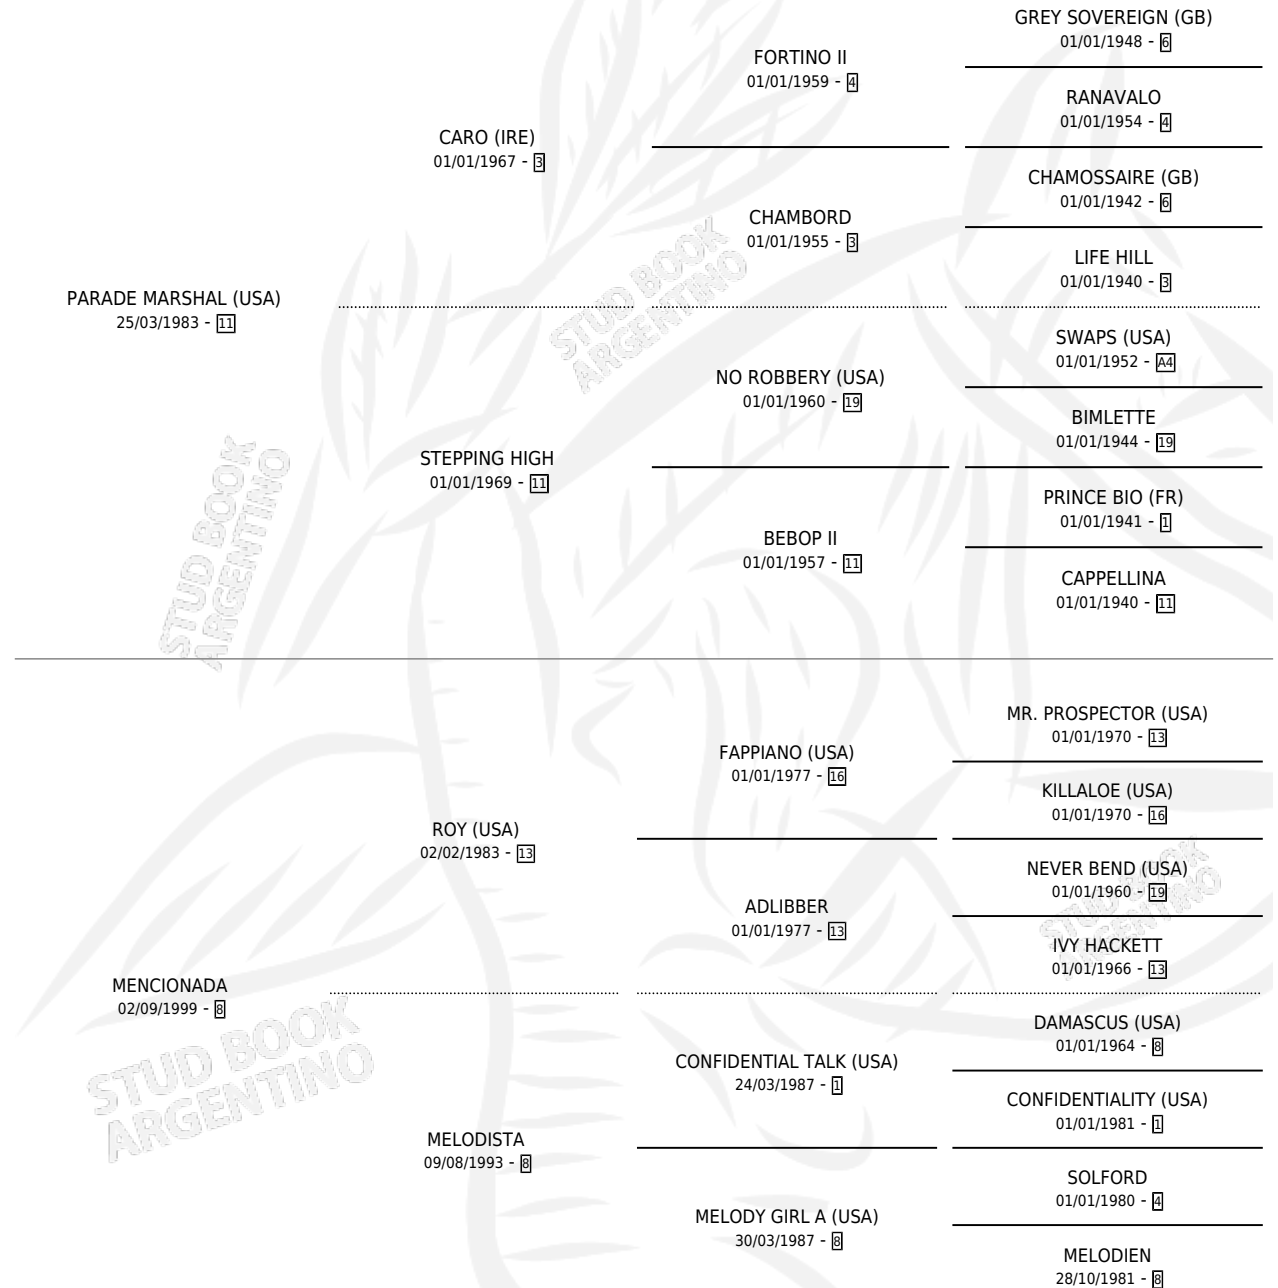 GREY SOVEREIGN (GB)
01/01/1948 - 6
FORTINO II
01/01/1959 - 4
RANAVALO
01/01/1954 - 4
CARO (IRE)
01/01/1967 - 3
CHAMOSSAIRE (GB)
01/01/1942 - 6
CHAMBORD
01/01/1955 - 3
LIFE HILL
01/01/1940 - 3
PARADE MARSHAL (USA)
25/03/1983 - 11
SWAPS (USA)
01/01/1952 - A4
NO ROBBERY (USA)
01/01/1960 - 19
BIMLETTE
01/01/1944 - 19
STEPPING HIGH
01/01/1969 - 11
PRINCE BIO (FR)
01/01/1941 - 1
BEBOP II
01/01/1957 - 11
CAPPELLINA
01/01/1940 - 11
STUD BOOK
ARGENTINO
STUD BOOK
ARGENTINO
MR. PROSPECTOR (USA)
01/01/1970 - 13
FAPPIANO (USA)
01/01/1977 - 16
KILLALOE (USA)
01/01/1970 - 16
ROY (USA)
02/02/1983 - 13
NEVER BEND (USA)
01/01/1960 - 19
ADLIBBER
01/01/1977 - 13
IVY HACKETT
01/01/1966 - 13
STUD BOOK
ARGENTINO
MENCIONADA
02/09/1999 - 8
DAMASCUS (USA)
01/01/1964 - 8
CONFIDENTIAL TALK (USA)
24/03/1987 - 1
CONFIDENTIALITY (USA)
01/01/1981 - 1
STUD BOOK
ARGENTINO
MELODISTA
09/08/1993 - 8
SOLFORD
01/01/1980 - 4
MELODY GIRL A (USA)
30/03/1987 - 8
MELODIEN
28/10/1981 - 8